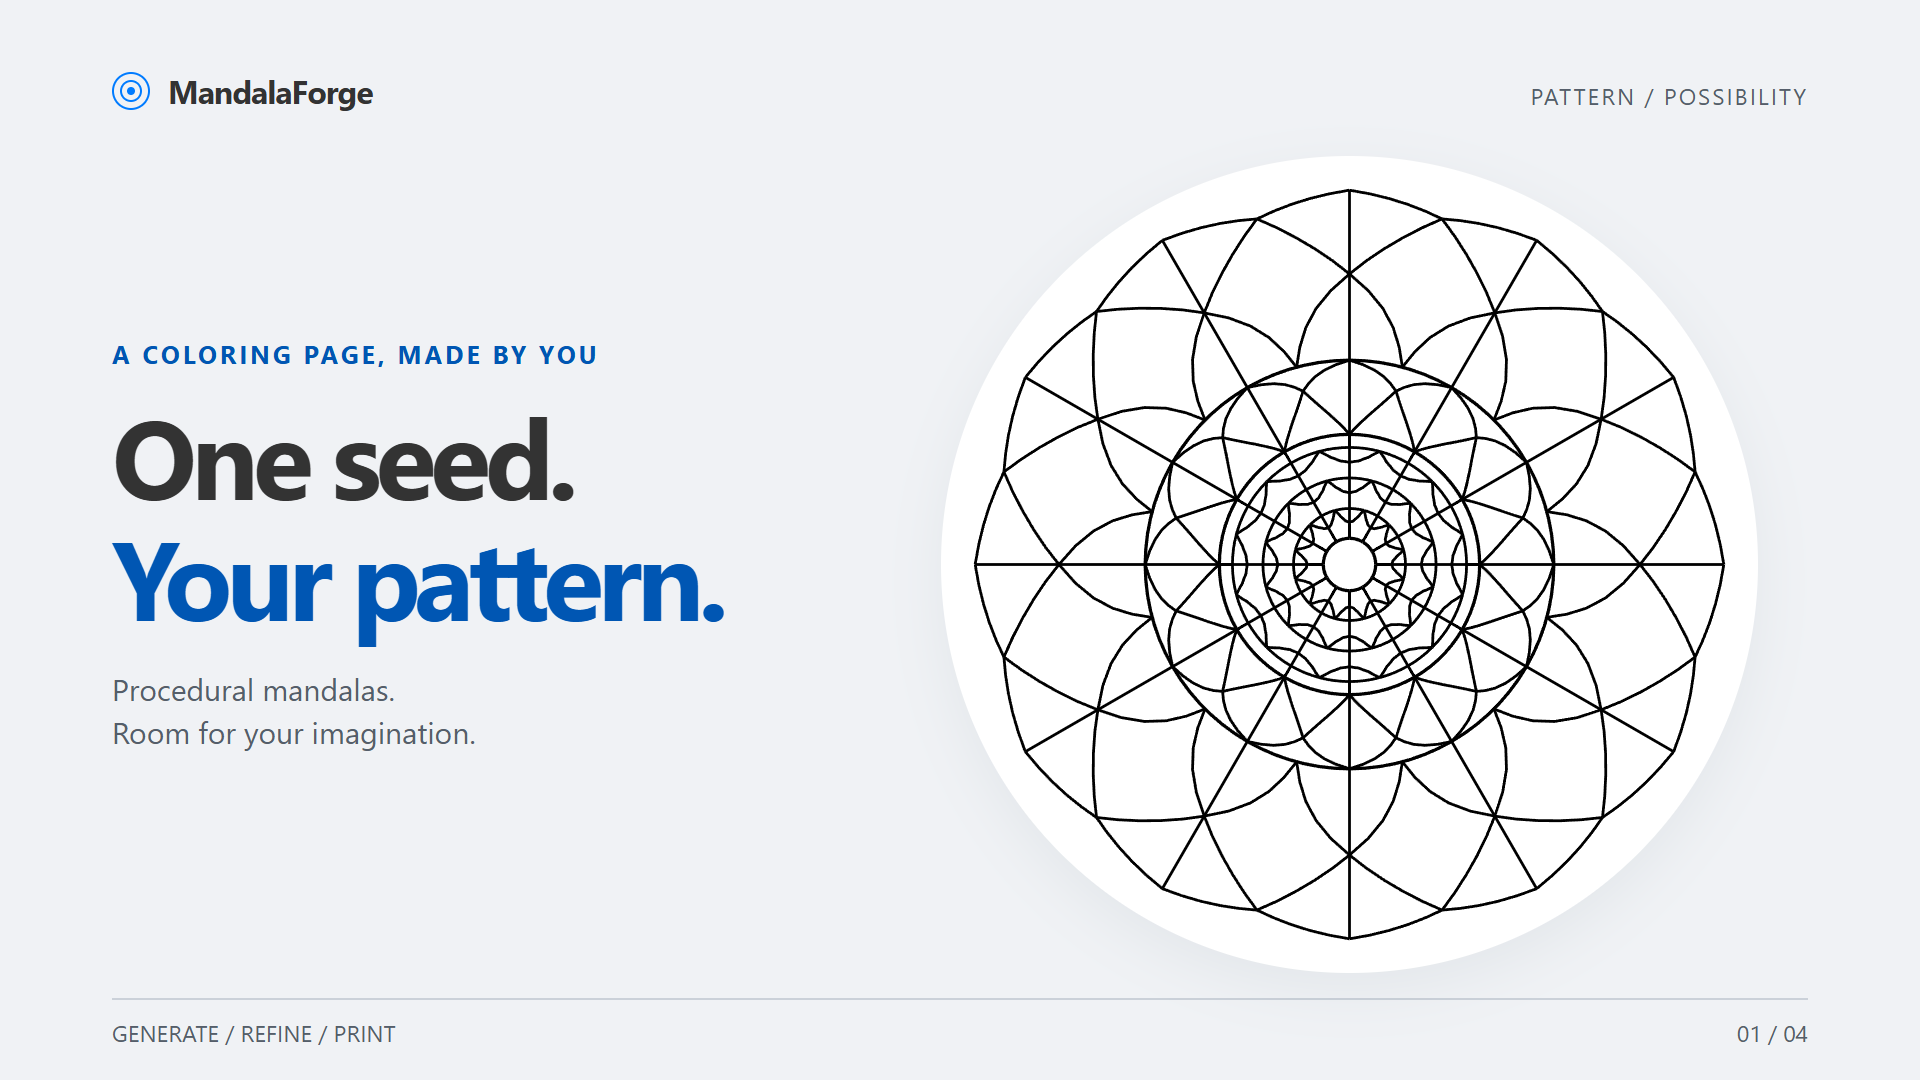 MandalaForge
PATTERN / POSSIBILITY
A COLORING PAGE, MADE BY YOU
One seed.
Your pattern.
Procedural mandalas.
Room for your imagination.
GENERATE / REFINE / PRINT
01 / 04